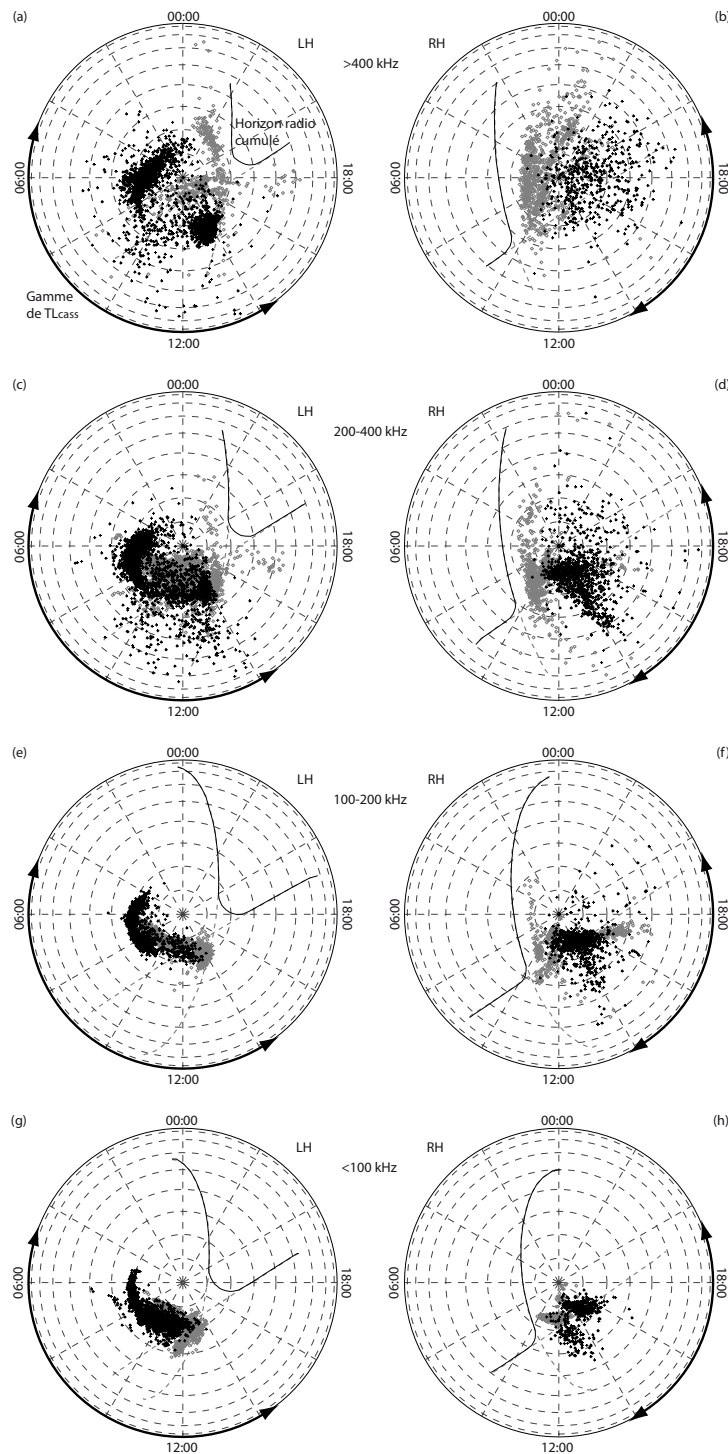 (a)
00:00
LH
>400 kHz
RH
00:00
(b)
Horizon radio
cumulé
06:00
18:00
06:00
18:00
Gamme
de TLcass
12:00
12:00
(c)
00:00
LH
200-400 kHz
RH
00:00
(d)
06:00
18:00
06:00
18:00
12:00
12:00
(e)
00:00
LH
100-200 kHz
RH
00:00
(f)
06:00
18:00
06:00
18:00
12:00
12:00
(g)
00:00
LH
<100 kHz
RH
00:00
(h)
06:00
18:00
06:00
18:00
12:00
12:00